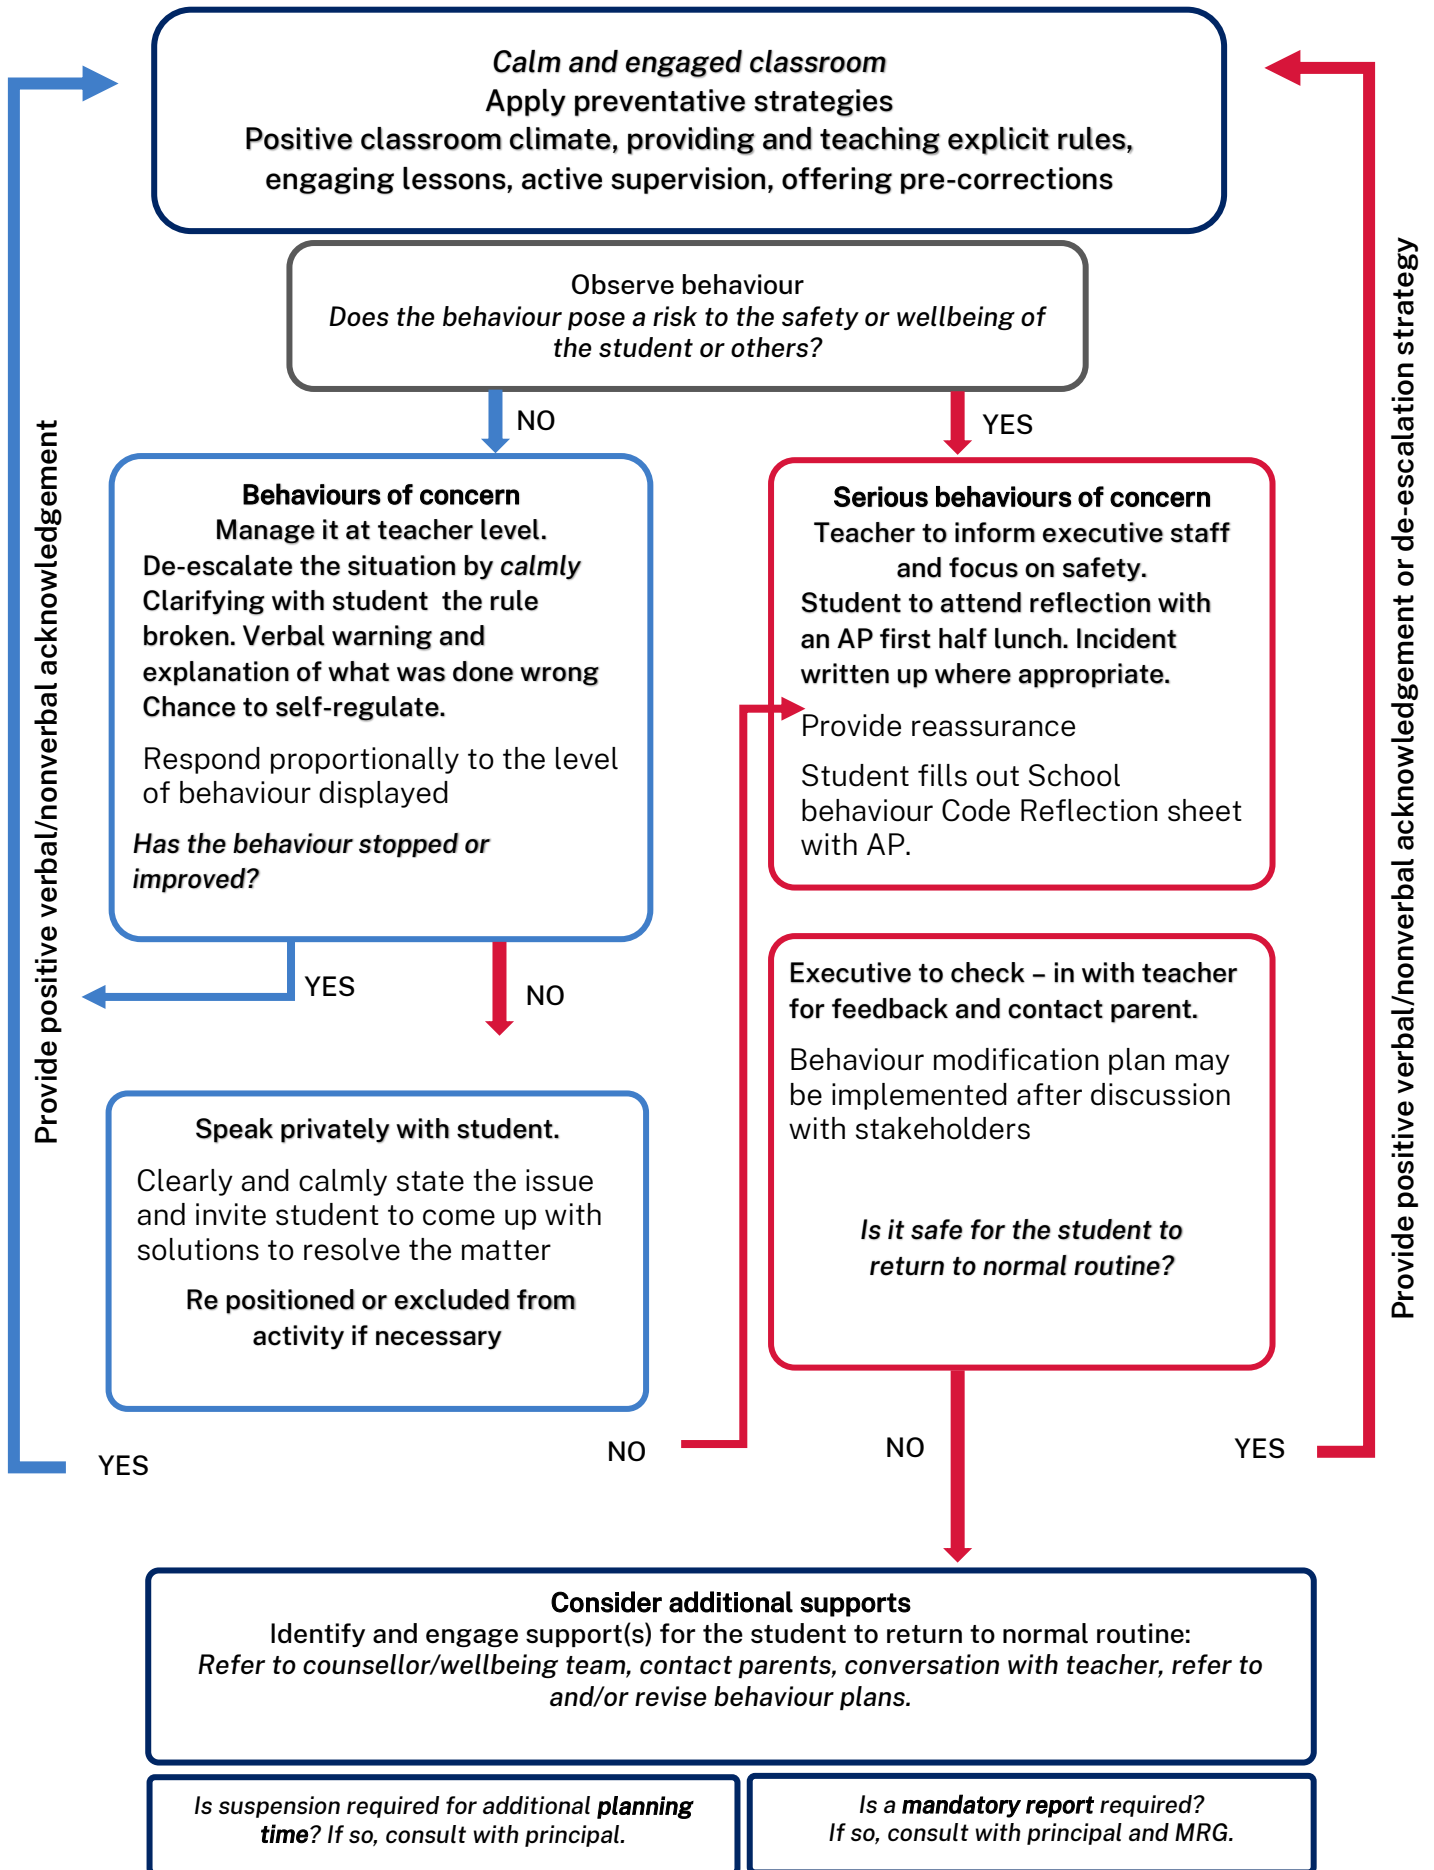 Calm and engaged classroom
Apply preventative strategies
Positive classroom climate, providing and teaching explicit rules,
engaging lessons, active supervision, offering pre-corrections
Observe behaviour
Does the behaviour pose a risk to the safety or wellbeing of
the student or others?
NO
YES
Behaviours of concern
Manage it at teacher level.
De-escalate the situation by calmly
Clarifying with student the rule
broken. Verbal warning and
explanation of what was done wrong
Chance to self-regulate.
Respond proportionally to the level
of behaviour displayed
Has the behaviour stopped or
improved?
Serious behaviours of concern
Teacher to inform executive staff
and focus on safety.
Student to attend reflection with
an AP first half lunch. Incident
written up where appropriate.
Provide reassurance
Student fills out School
behaviour Code Reflection sheet
with AP.
YES
NO
Executive to check – in with teacher
for feedback and contact parent.
Behaviour modification plan may
be implemented after discussion
with stakeholders
Is it safe for the student to
return to normal routine?
Speak privately with student.
Clearly and calmly state the issue
and invite student to come up with
solutions to resolve the matter
Re positioned or excluded from
activity if necessary
YES
NO
NO
YES
Provide positive verbal/nonverbal acknowledgement
Provide positive verbal/nonverbal acknowledgement or de-escalation strategy
Consider additional supports
Identify and engage support(s) for the student to return to normal routine:
Refer to counsellor/wellbeing team, contact parents, conversation with teacher, refer to
and/or revise behaviour plans.
Is suspension required for additional planning
time? If so, consult with principal.
Is a mandatory report required?
If so, consult with principal and MRG.